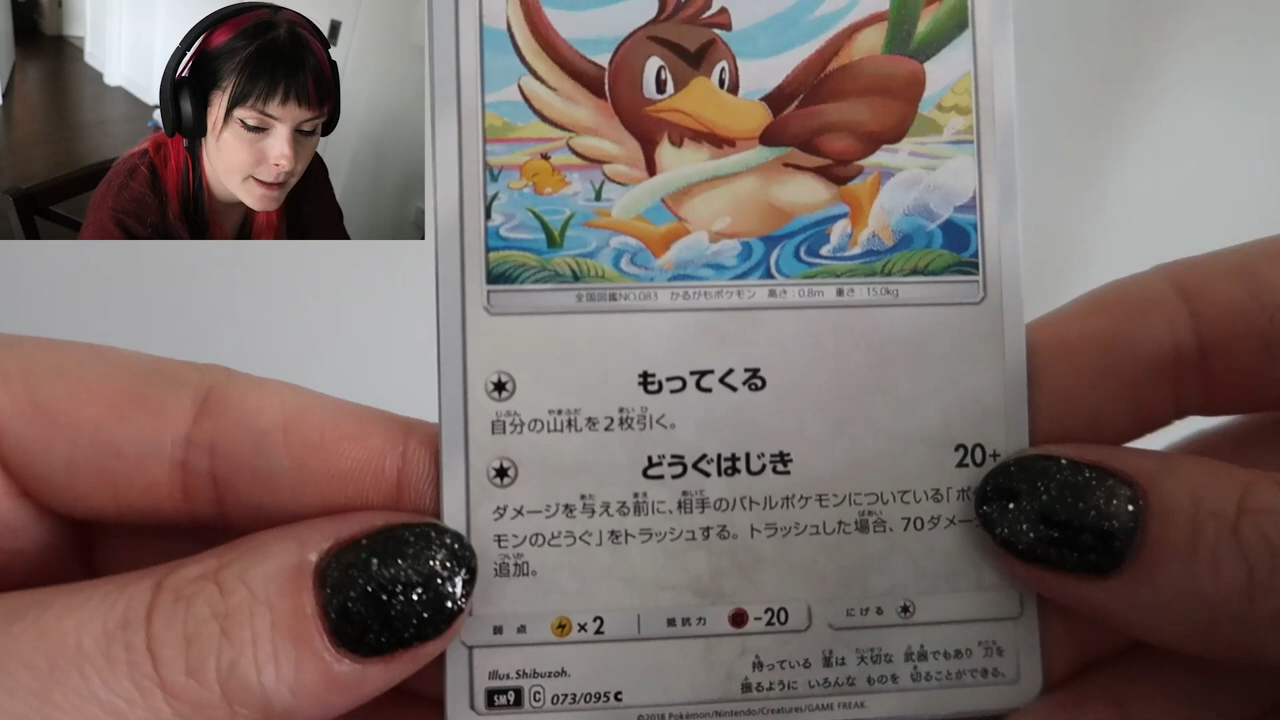 全国図鑑NO.083 かるがもポケモン 高さ:0.8m 重さ:15.0kg
もってくる
自分の山札を2枚引く。
どうぐはじき 20+
ダメージを与える前に、相手のバトルポケモンについている「ポケ
モンのどうぐ」をトラッシュする。トラッシュした場合、70ダメー
追加。
弱点 ×2 抵抗力 -20 にげる
Illus.Shibuzoh.
持っている 茎は 大切な 武器でもあり 刀を
振るように いろんな ものを 切ることができる。
SM9 C 073/095 C
©2018 Pokémon/Nintendo/Creatures/GAME FREAK.